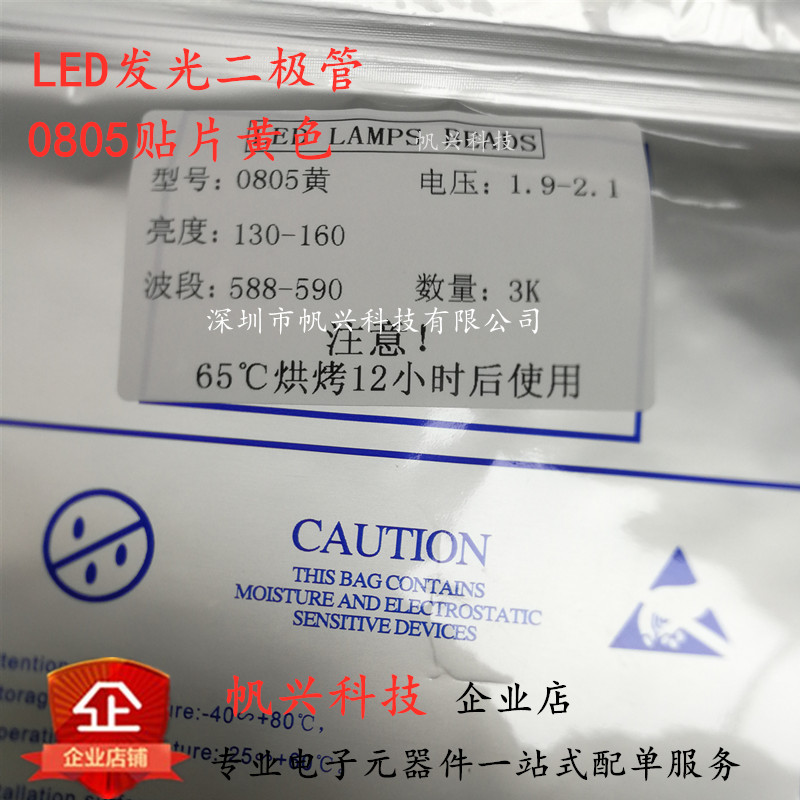 LED发光二极管
0805贴片黄色
LED LAMPS BEADS
帆兴科技
型号: 0805黄 电压: 1.9-2.1
亮度: 130-160
波段: 588-590 数量: 3K
深圳市帆兴科技有限公司
注意!
65℃烘烤12小时后使用
CAUTION
THIS BAG CONTAINS
MOISTURE AND ELECTROSTATIC
SENSITIVE DEVICES
帆兴科技 企业店
企
企业店铺
专业电子元器件一站式配单服务
ure:-40~+80℃,